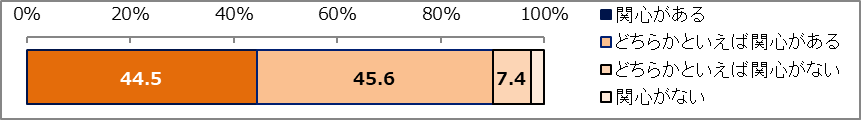 0% 20% 40% 60% 80% 100%
44.5 45.6 7.4
関心がある
どちらかといえば関心がある
どちらかといえば関心がない
関心がない